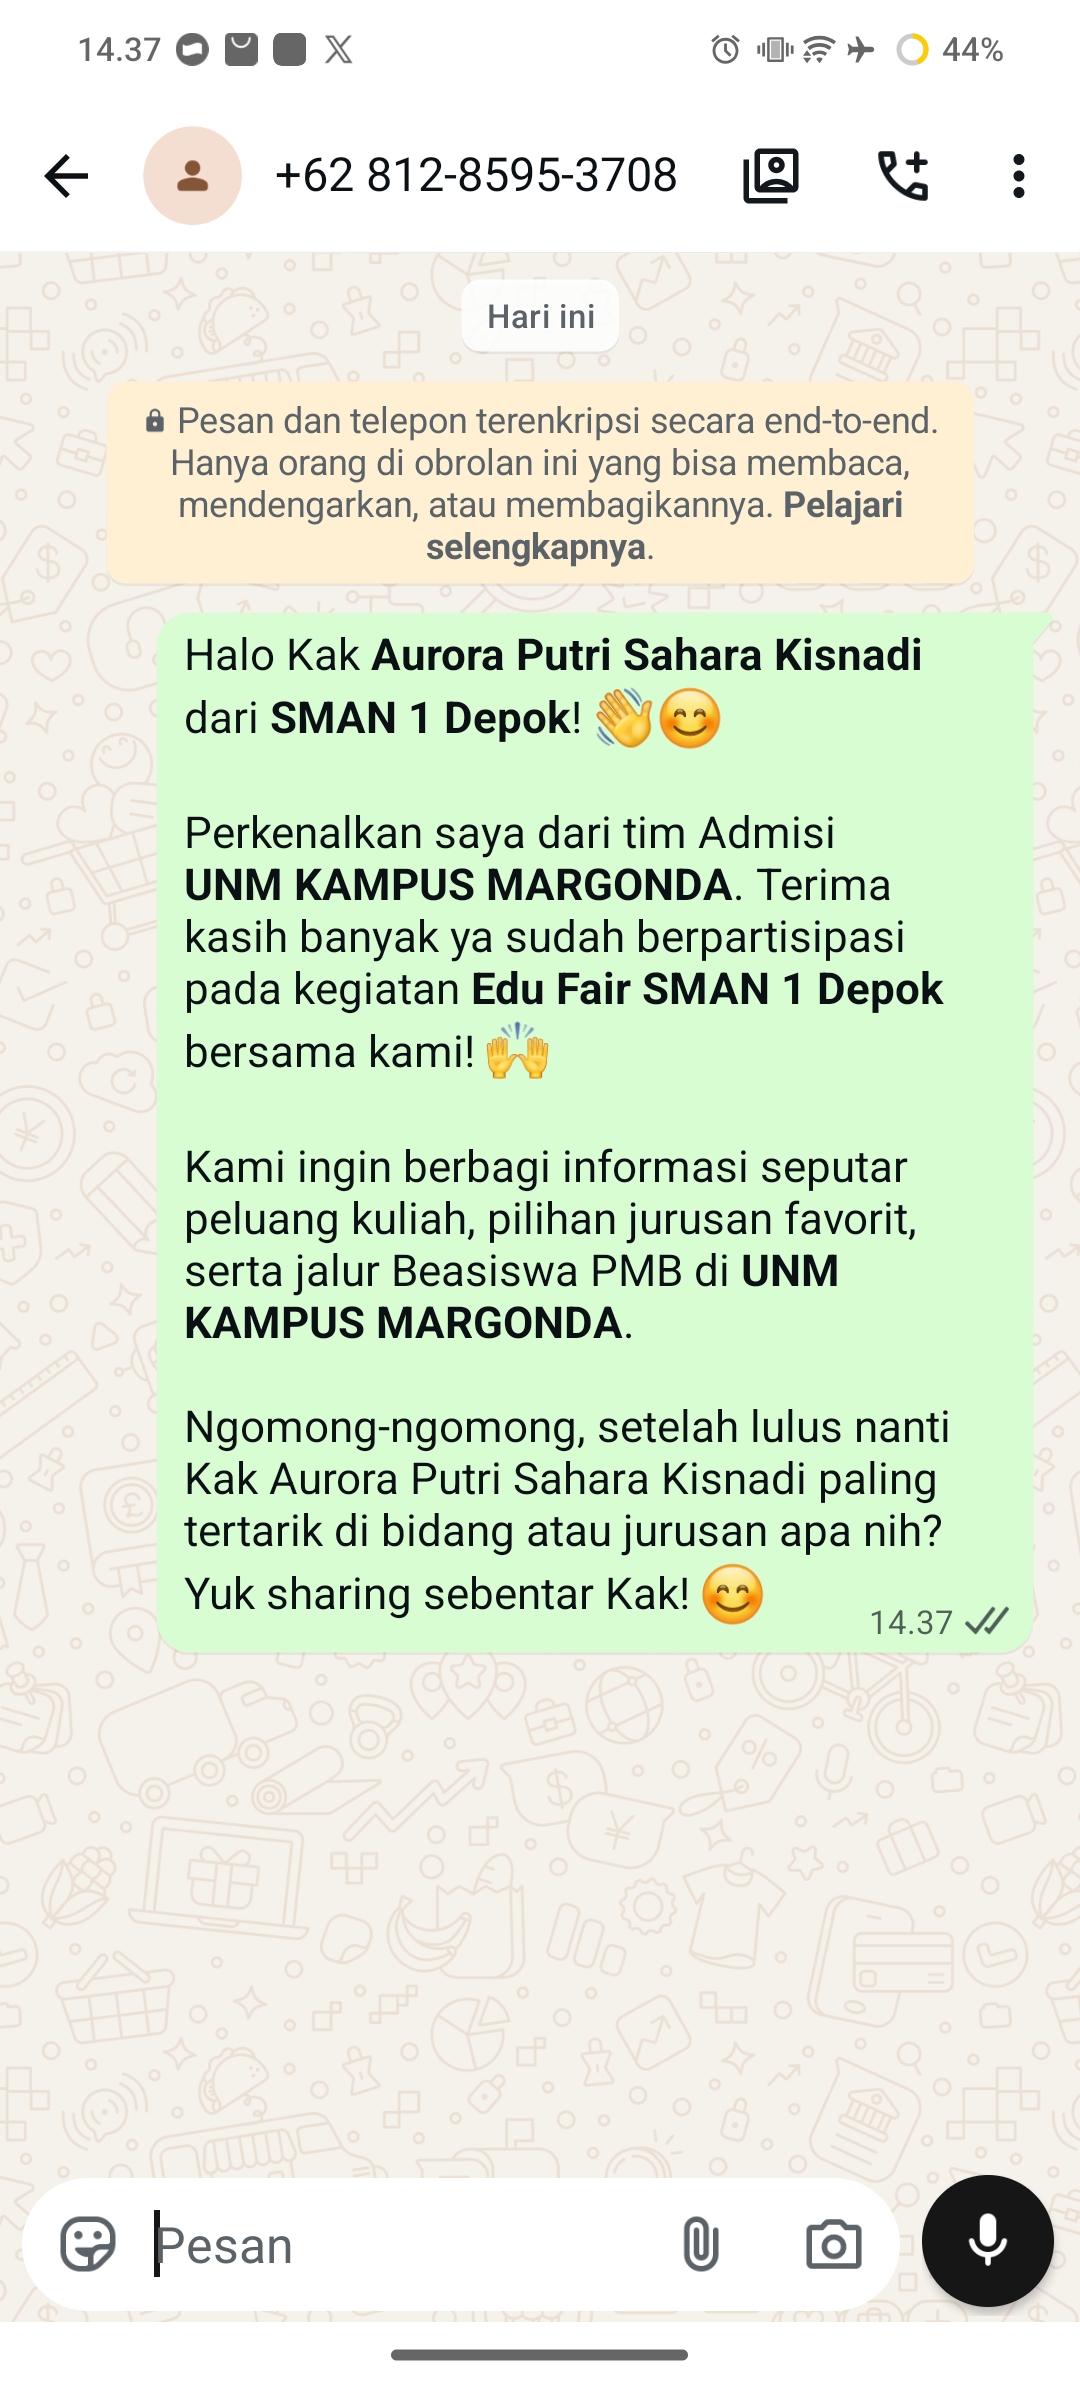 14.37
44%
+62 812-8595-3708
Hari ini
Pesan dan telepon terenkripsi secara end-to-end.
Hanya orang di obrolan ini yang bisa membaca,
mendengarkan, atau membagikannya. Pelajari
selengkapnya.
Halo Kak Aurora Putri Sahara Kisnadi
dari SMAN 1 Depok! 👋😊
Perkenalkan saya dari tim Admisi
UNM KAMPUS MARGONDA. Terima
kasih banyak ya sudah berpartisipasi
pada kegiatan Edu Fair SMAN 1 Depok
bersama kami! 🙌
Kami ingin berbagi informasi seputar
peluang kuliah, pilihan jurusan favorit,
serta jalur Beasiswa PMB di UNM
KAMPUS MARGONDA.
Ngomong-ngomong, setelah lulus nanti
Kak Aurora Putri Sahara Kisnadi paling
tertarik di bidang atau jurusan apa nih?
Yuk sharing sebentar Kak! 😊
14.37
Pesan